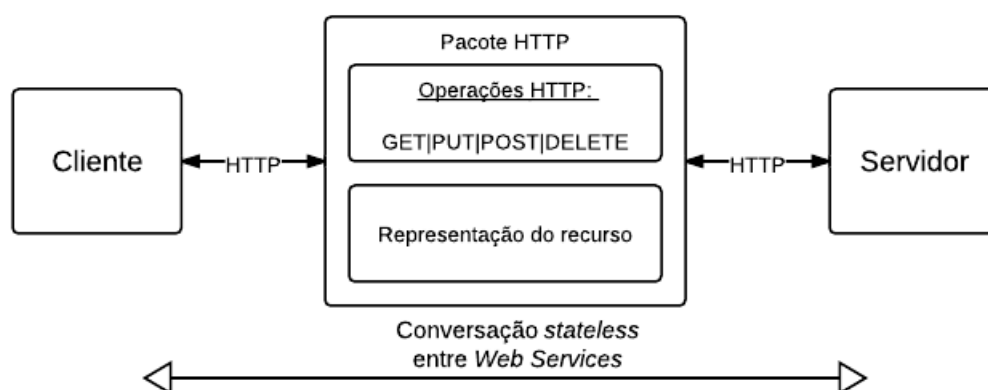 Pacote HTTP
Operações HTTP:
GET|PUT|POST|DELETE
Cliente
HTTP
HTTP
Servidor
Representação do recurso
Conversação stateless
entre Web Services